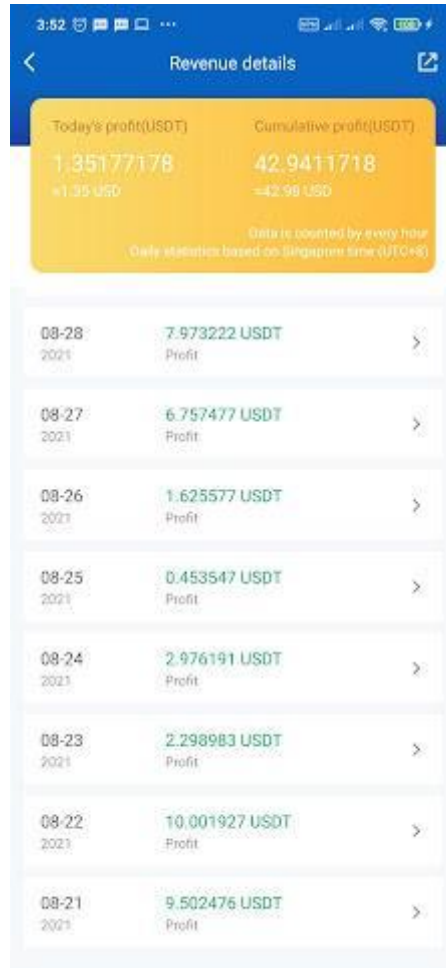 3:52
Revenue details
Today's profit(USDT) Cumulative profit(USDT)
1.35177178 42.9411718
≈1.35 USD ≈42.99 USD
Data is counted by every hour
Daily statistics based on Singapore time (UTC+8)
08-28 7.973222 USDT
2021 Profit
08-27 6.757477 USDT
2021 Profit
08-26 1.625577 USDT
2021 Profit
08-25 0.453547 USDT
2021 Profit
08-24 2.976191 USDT
2021 Profit
08-23 2.298983 USDT
2021 Profit
08-22 10.001927 USDT
2021 Profit
08-21 9.502476 USDT
2021 Profit